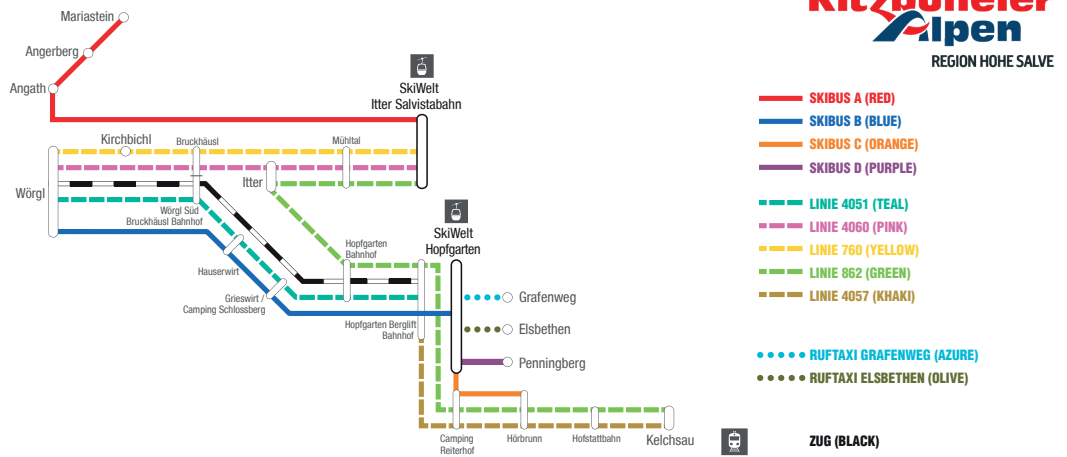 Kitzbüheler
Alpen
REGION HOHE SALVE
Mariastein
Angerberg
Angath
SkiWelt
Itter Salvistabahn
Kirchbichl
Bruckhäusl
Mühltal
Wörgl
Itter
Wörgl Süd
Bruckhäusl Bahnhof
SkiWelt
Hopfgarten
Hopfgarten
Bahnhof
Hauserwirt
Grieswirt /
Camping Schlossberg
Grafenweg
Hopfgarten Berglift
Bahnhof
Elsbethen
Penningberg
Camping
Reiterhof
Hörbrunn
Hofstattbahn
Kelchsau
SKIBUS A (RED)
SKIBUS B (BLUE)
SKIBUS C (ORANGE)
SKIBUS D (PURPLE)
LINIE 4051 (TEAL)
LINIE 4060 (PINK)
LINIE 760 (YELLOW)
LINIE 862 (GREEN)
LINIE 4057 (KHAKI)
RUFTAXI GRAFENWEG (AZURE)
RUFTAXI ELSBETHEN (OLIVE)
ZUG (BLACK)